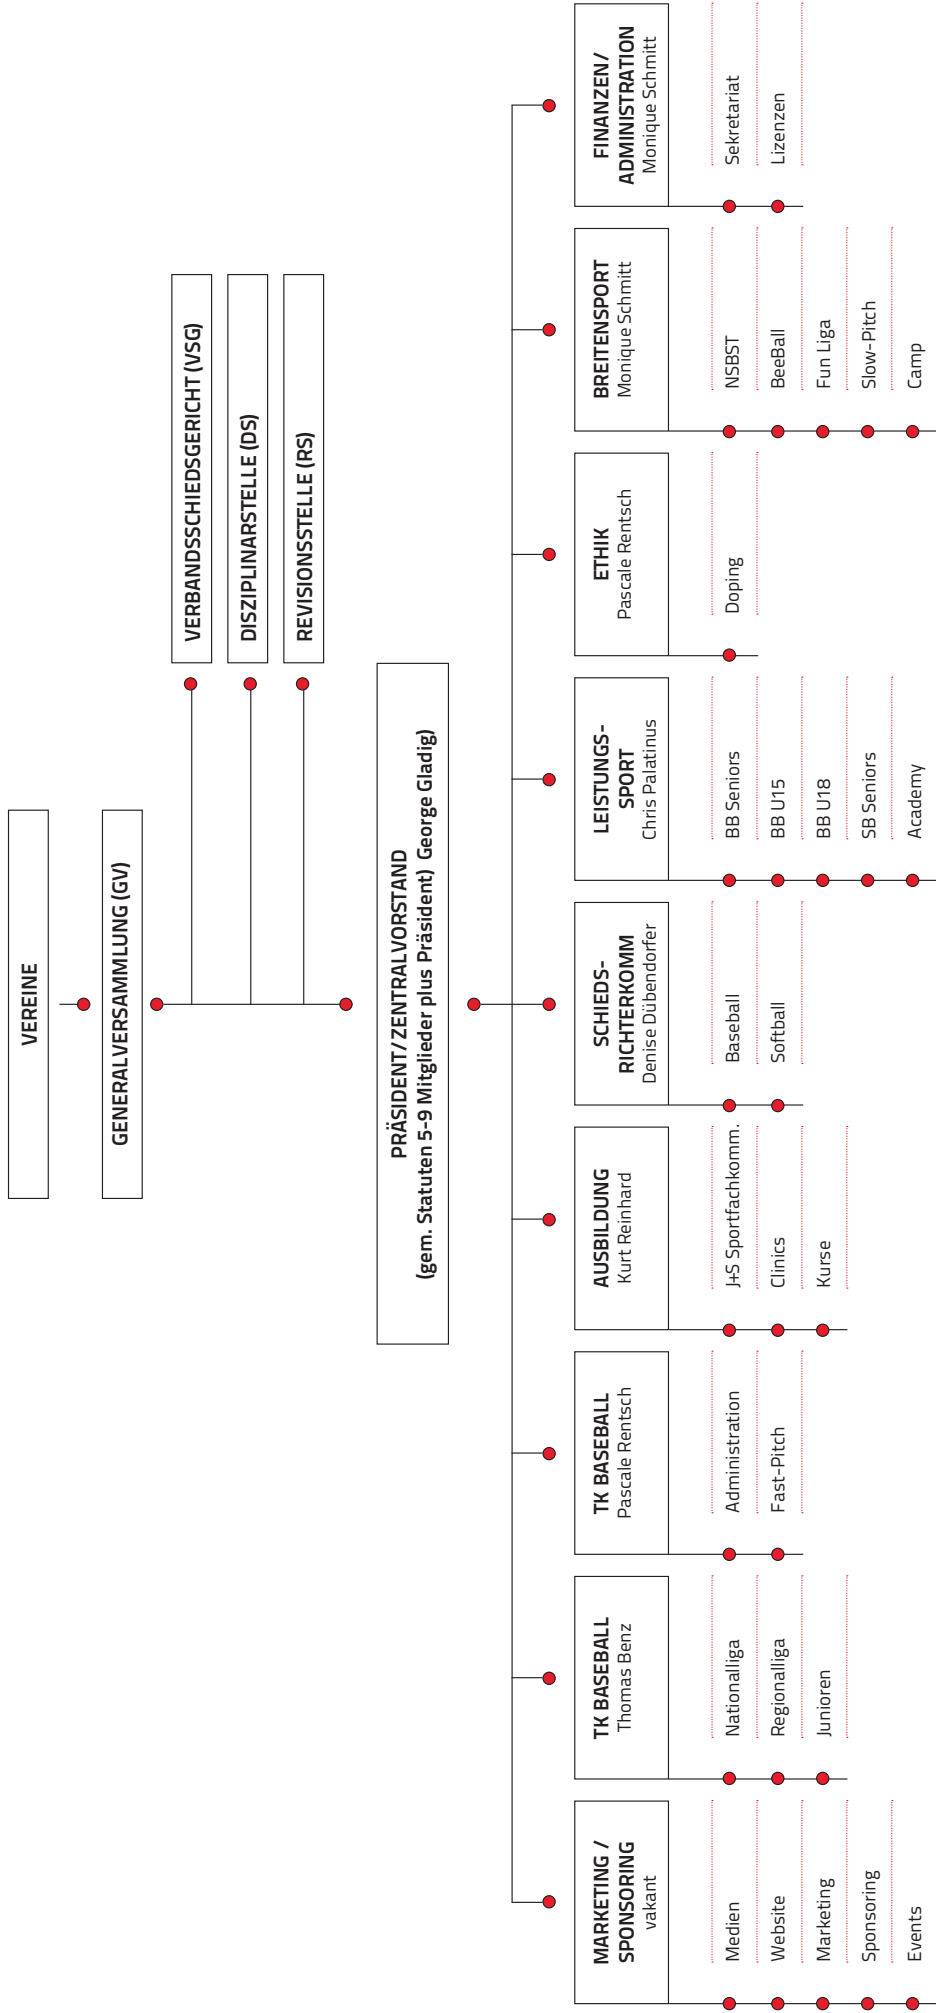 VEREINE
GENERALVERSAMMLUNG (GV)
VERBANDSSCHIEDSGERICHT (VSG)
DISZIPLINARSTELLE (DS)
REVISIONSSTELLE (RS)
PRÄSIDENT/ZENTRALVORSTAND
(gem. Statuten 5-9 Mitglieder plus Präsident) George Gladig)
MARKETING /
SPONSORING
vakant
Medien
Website
Marketing
Sponsoring
Events
TK BASEBALL
Thomas Benz
Nationalliga
Regionalliga
Junioren
TK BASEBALL
Pascale Rentsch
Administration
Fast-Pitch
AUSBILDUNG
Kurt Reinhard
J+S Sportfachkomm.
Clinics
Kurse
SCHIEDS-
RICHTERKOMM
Denise Dübendorfer
Baseball
Softball
LEISTUNGS-
SPORT
Chris Palatinus
BB Seniors
BB U15
BB U18
SB Seniors
Academy
ETHIK
Pascale Rentsch
Doping
BREITENSPORT
Monique Schmitt
NSBST
BeeBall
Fun Liga
Slow-Pitch
Camp
FINANZEN/
ADMINISTRATION
Monique Schmitt
Sekretariat
Lizenzen